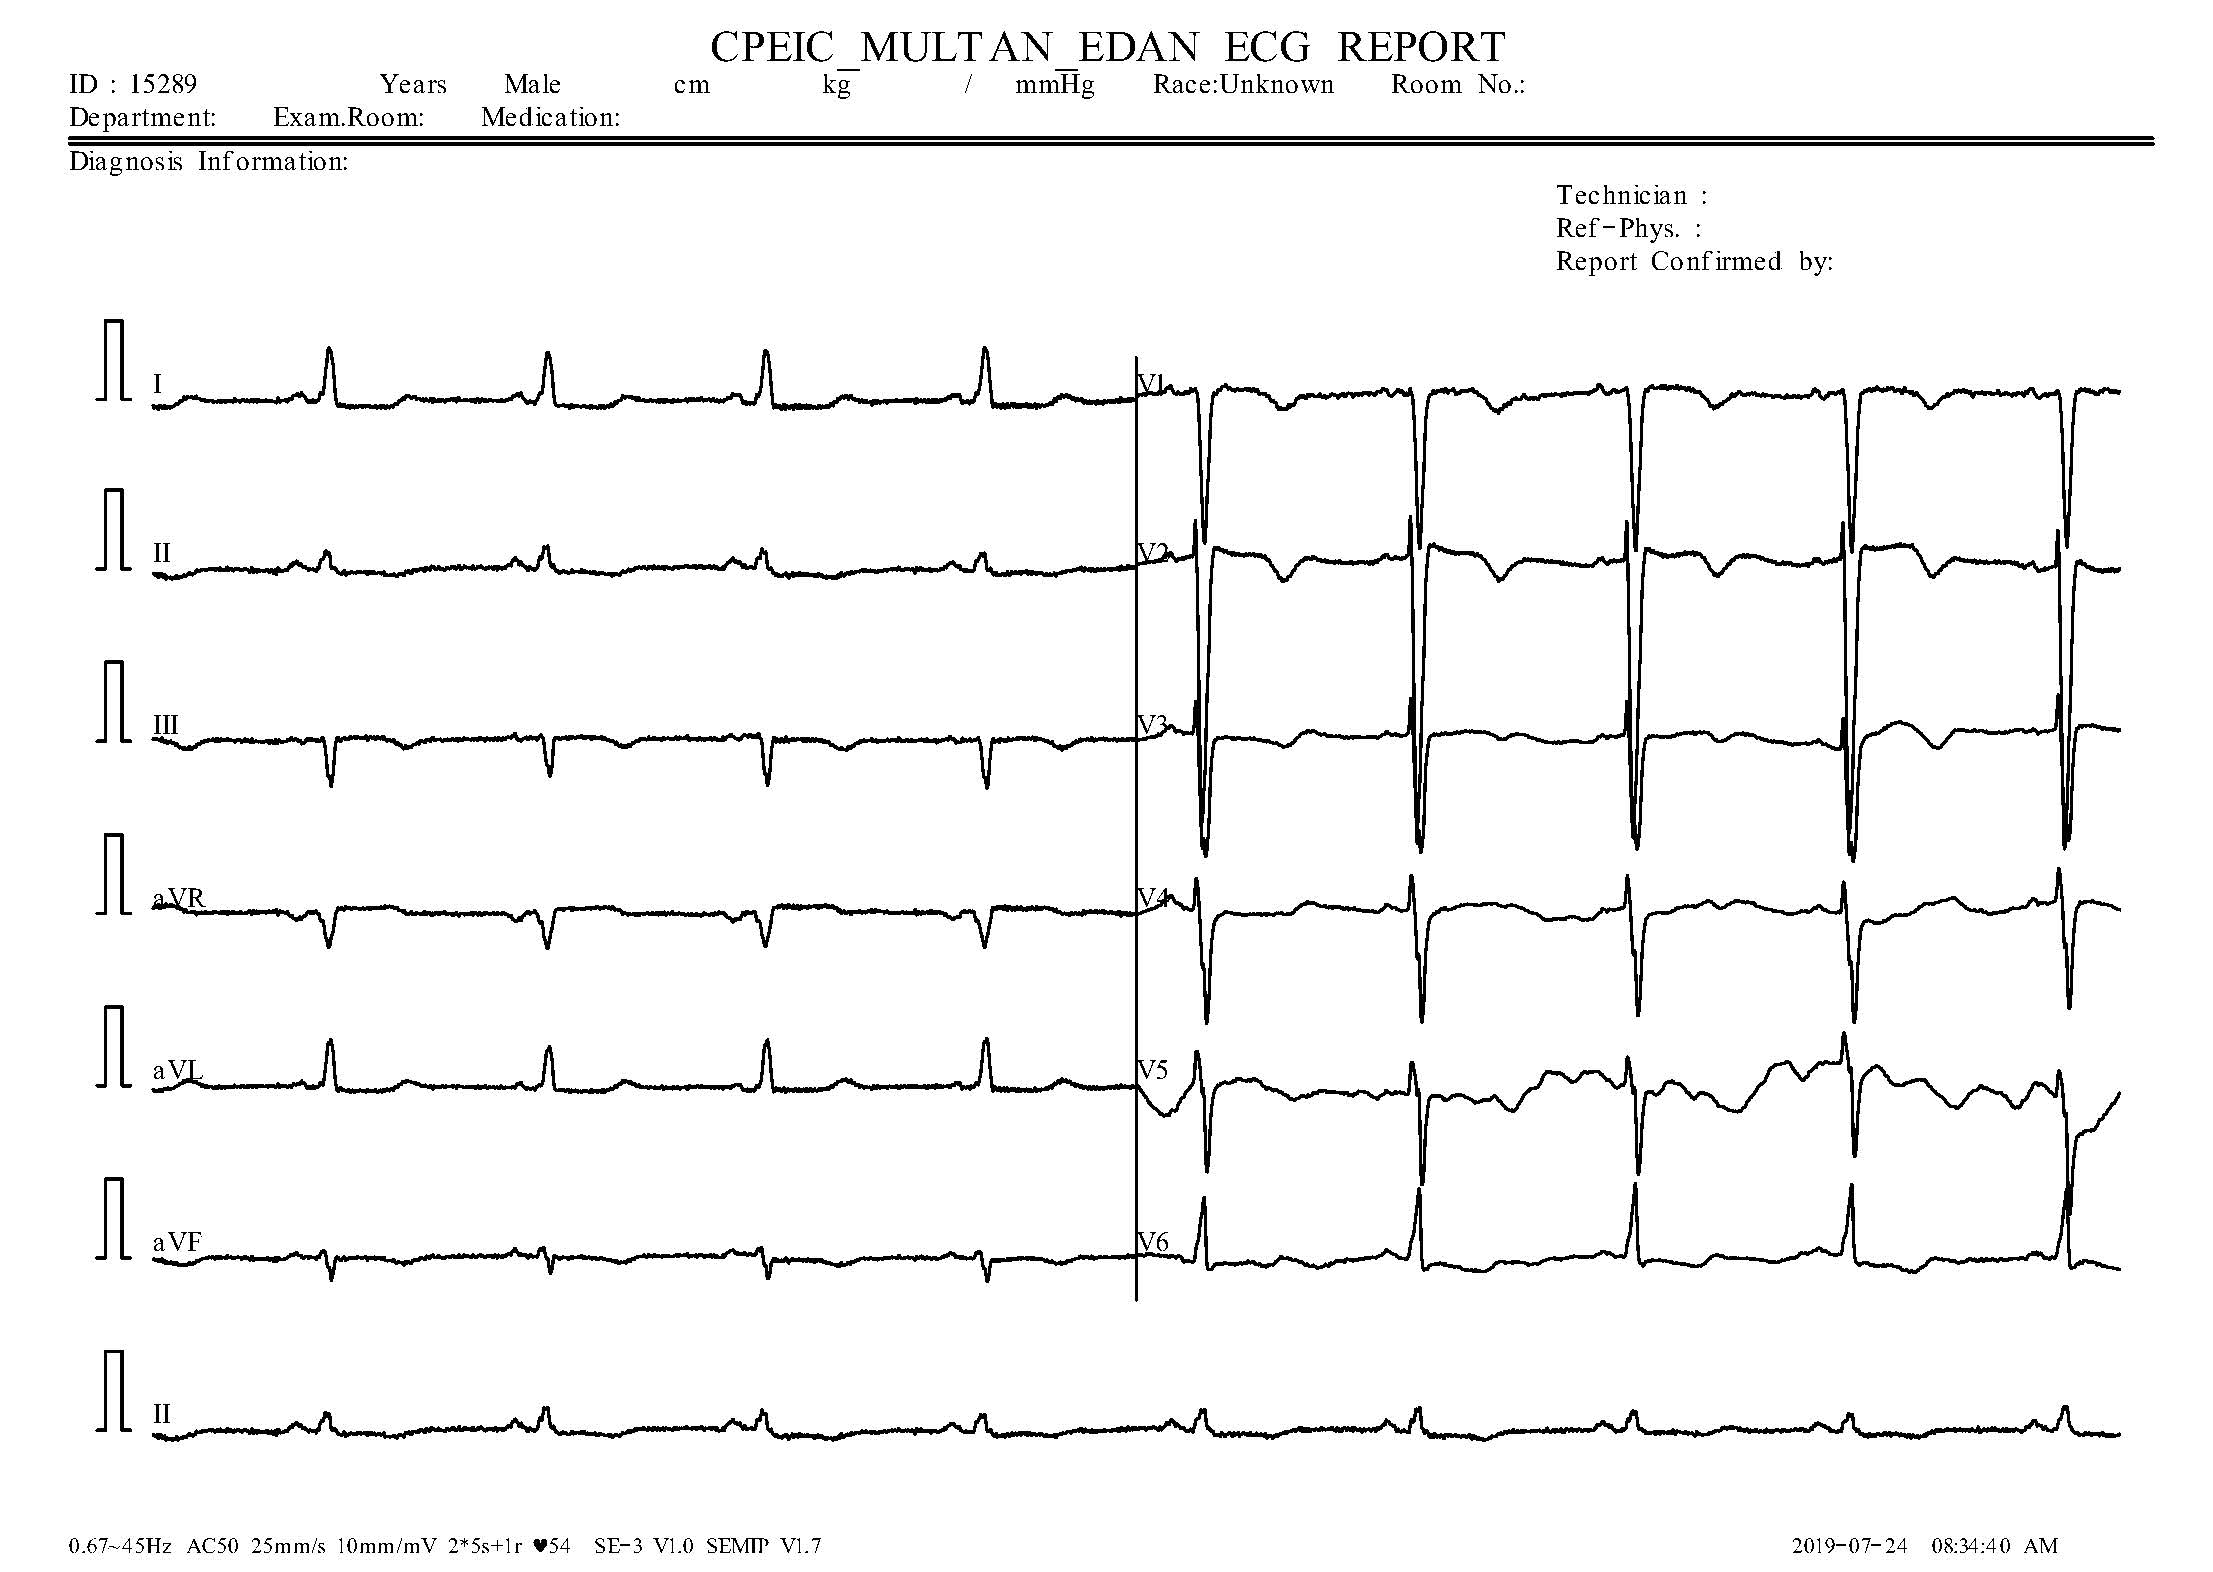 CPEIC_MULTAN_EDAN ECG REPORT
ID : 15289 Years Male cm kg / mmHg Race:Unknown Room No.:
Department: Exam.Room: Medication:
Diagnosis Information:
Technician :
Ref-Phys. :
Report Confirmed by:
I V1
II V2
III V3
aVR V4
aVL V5
aVF V6
II
0.67~45Hz AC50 25mm/s 10mm/mV 2*5s+1r ♥54 SE-3 V1.0 SEMIP V1.7 2019-07-24 08:34:40 AM